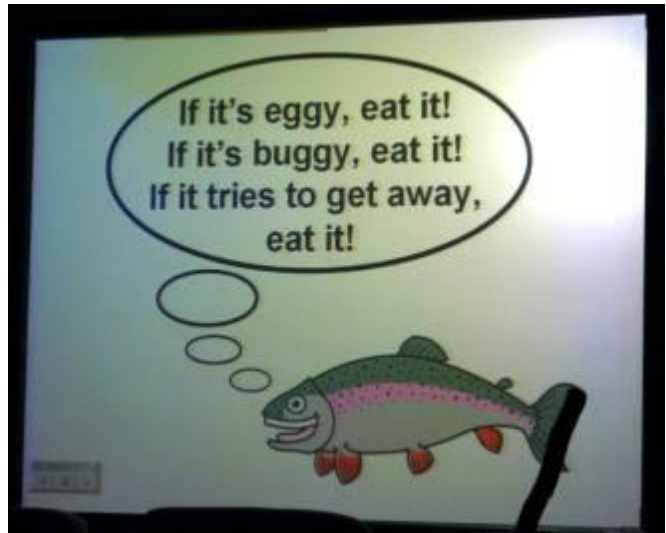 If it's eggy, eat it!
If it's buggy, eat it!
If it tries to get away,
eat it!